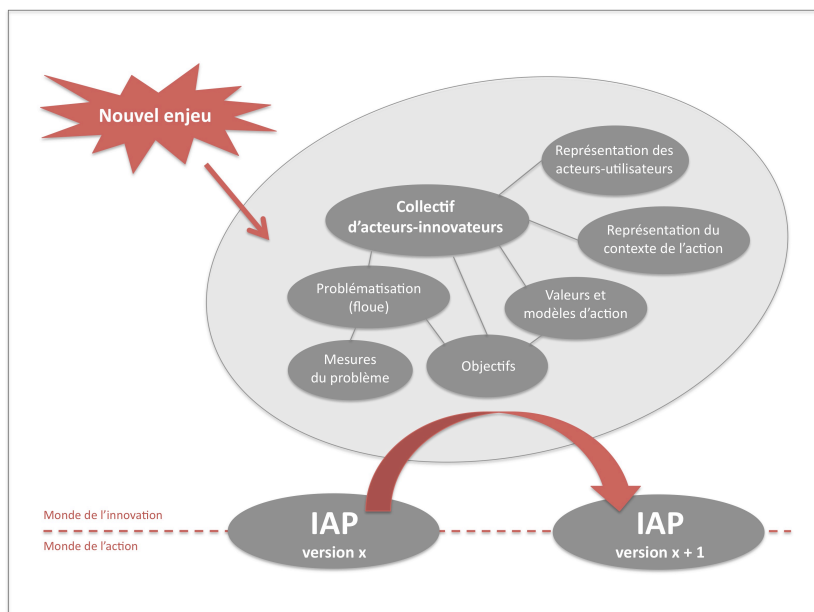 Nouvel enjeu
Représentation des
acteurs-utilisateurs
Collectif
d'acteurs-innovateurs
Représentation du
contexte de l'action
Problématisation
(floue)
Valeurs et
modèles d'action
Mesures
du problème
Objectifs
Monde de l'innovation
Monde de l'action
IAP
version x
IAP
version x + 1